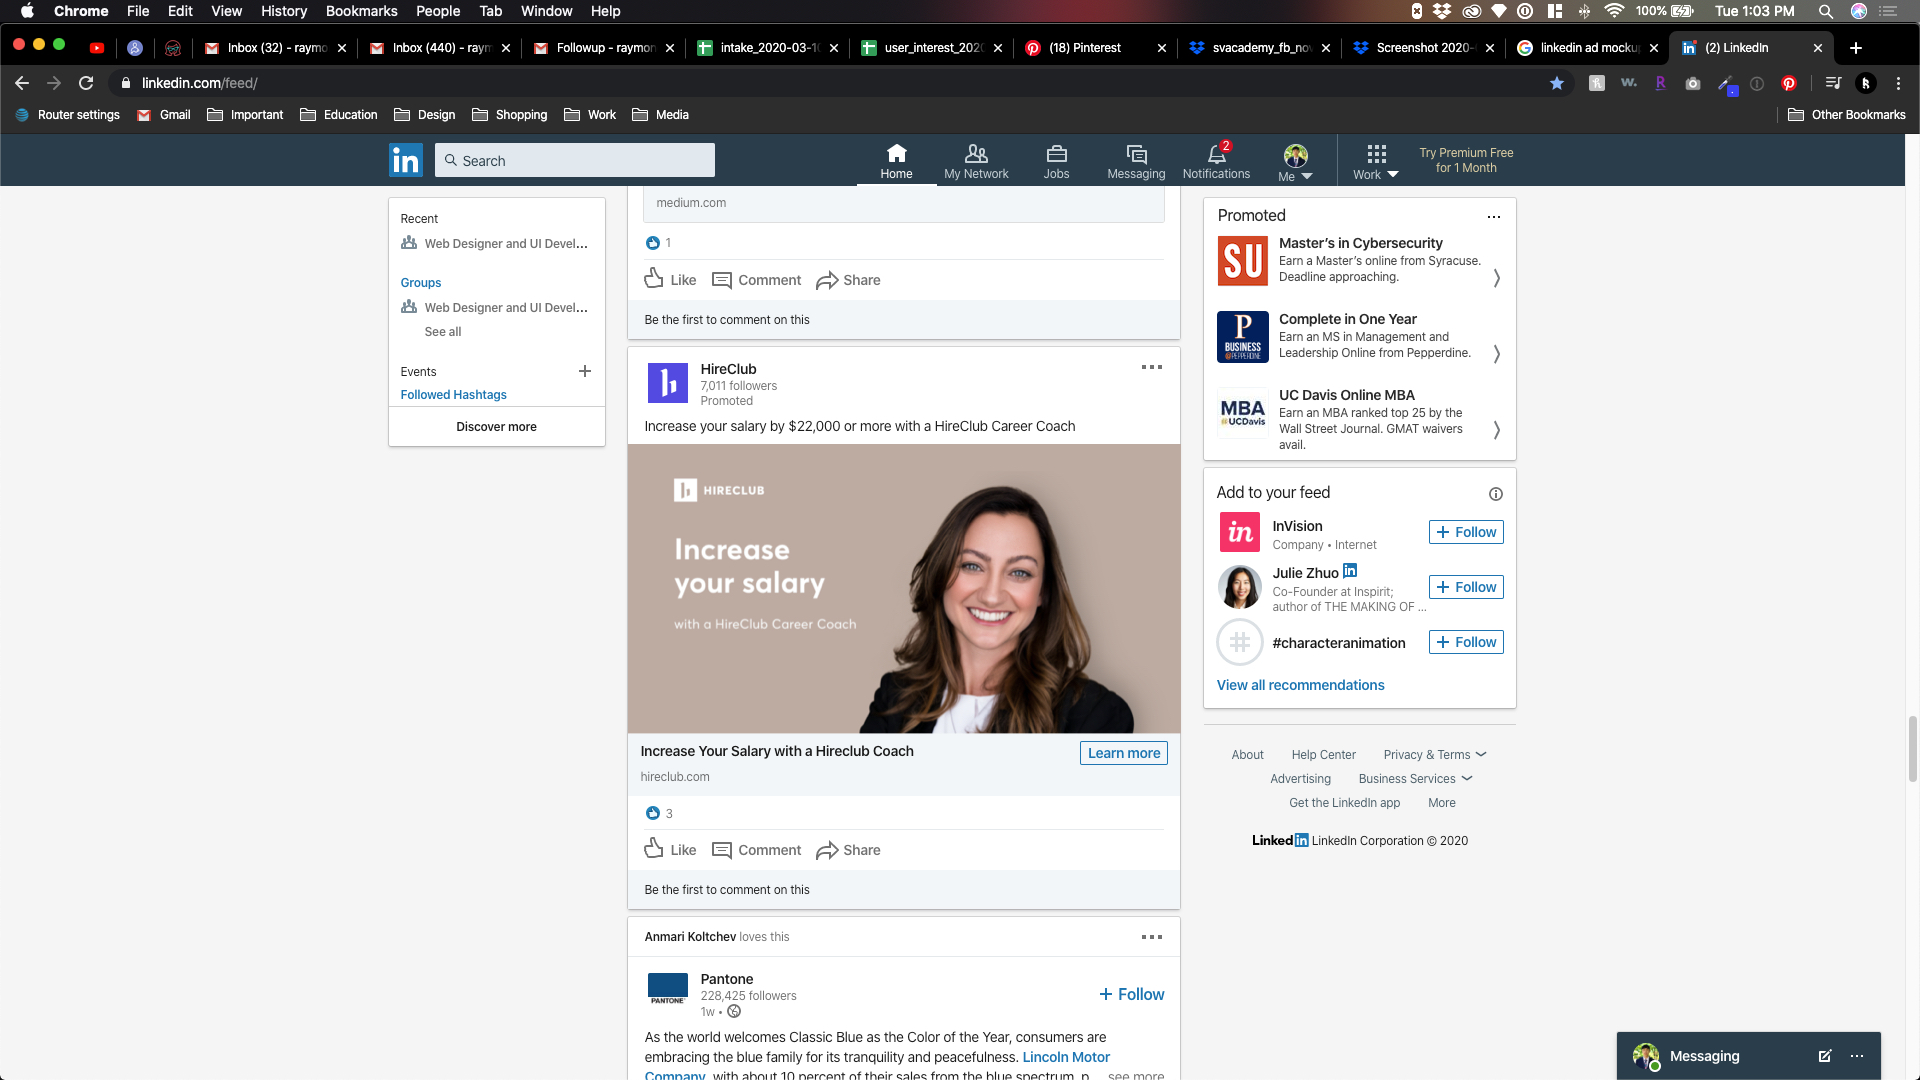 Chrome File Edit View History Bookmarks People Tab Window Help
100% Tue 1:03 PM
Inbox (32) - raymo
Inbox (440) - raym
Followup - raymon
intake_2020-03-1
user_interest_202
(18) Pinterest
svacademy_fb_nov
Screenshot 2020-
linkedin ad mocku
(2) LinkedIn
linkedin.com/feed/
Router settings Gmail Important Education Design Shopping Work Media Other Bookmarks
in
Search
Home
My Network
Jobs
Messaging
2
Notifications
Me
Work
Try Premium Free
for 1 Month
Recent
Web Designer and UI Devel...
Groups
Web Designer and UI Devel...
See all
Events
Followed Hashtags
Discover more
medium.com
1
Like Comment Share
Be the first to comment on this
HireClub
7,011 followers
Promoted
Increase your salary by $22,000 or more with a HireClub Career Coach
HIRECLUB
Increase
your salary
with a HireClub Career Coach
Increase Your Salary with a Hireclub Coach
Learn more
hireclub.com
3
Like Comment Share
Be the first to comment on this
Anmari Koltchev loves this
PANTONE
Pantone
228,425 followers
1w •
+ Follow
As the world welcomes Classic Blue as the Color of the Year, consumers are
embracing the blue family for its tranquility and peacefulness. Lincoln Motor
Company, with about 10 percent of their sales from the blue spectrum, p... see more
Promoted
SU
Master's in Cybersecurity
Earn a Master's online from Syracuse.
Deadline approaching.
P
BUSINESS
@PEPPERDINE
Complete in One Year
Earn an MS in Management and
Leadership Online from Pepperdine.
MBA
#UCDavis
UC Davis Online MBA
Earn an MBA ranked top 25 by the
Wall Street Journal. GMAT waivers
avail.
Add to your feed
in
InVision
Company • Internet
+ Follow
Julie Zhuo in
Co-Founder at Inspirit;
author of THE MAKING OF ...
+ Follow
#
#characteranimation
+ Follow
View all recommendations
About Help Center Privacy & Terms
Advertising Business Services
Get the LinkedIn app More
LinkedIn LinkedIn Corporation © 2020
Messaging